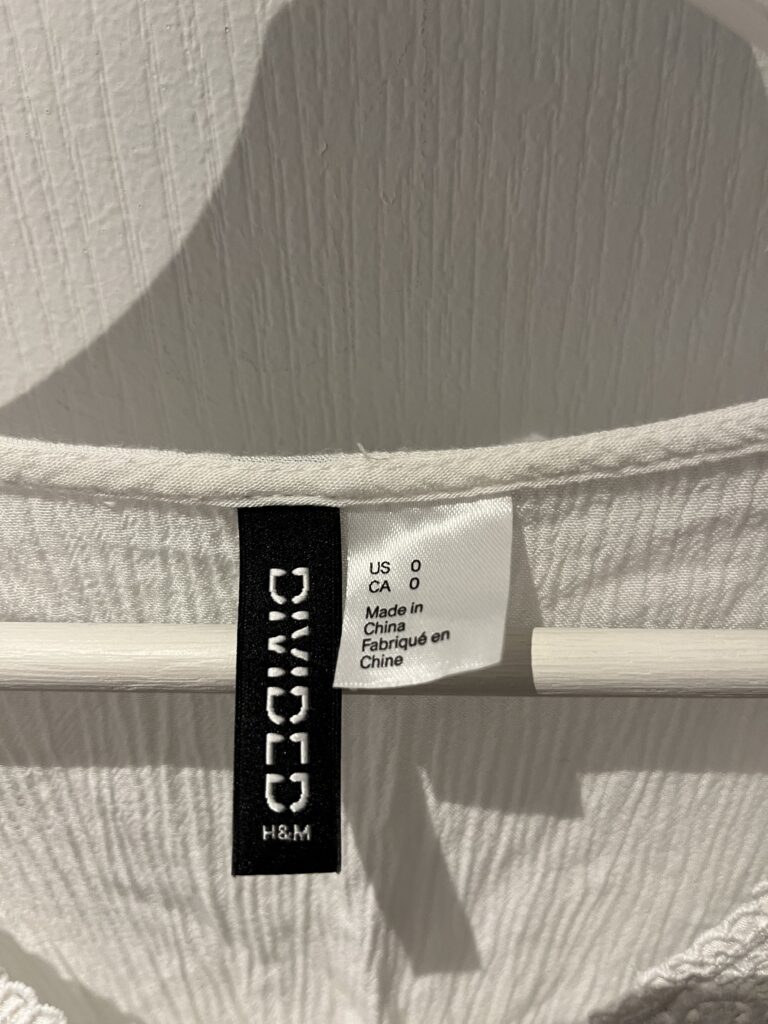 DIVIDED
H&M
US 0
CA 0
Made in
China
Fabriqué en
Chine